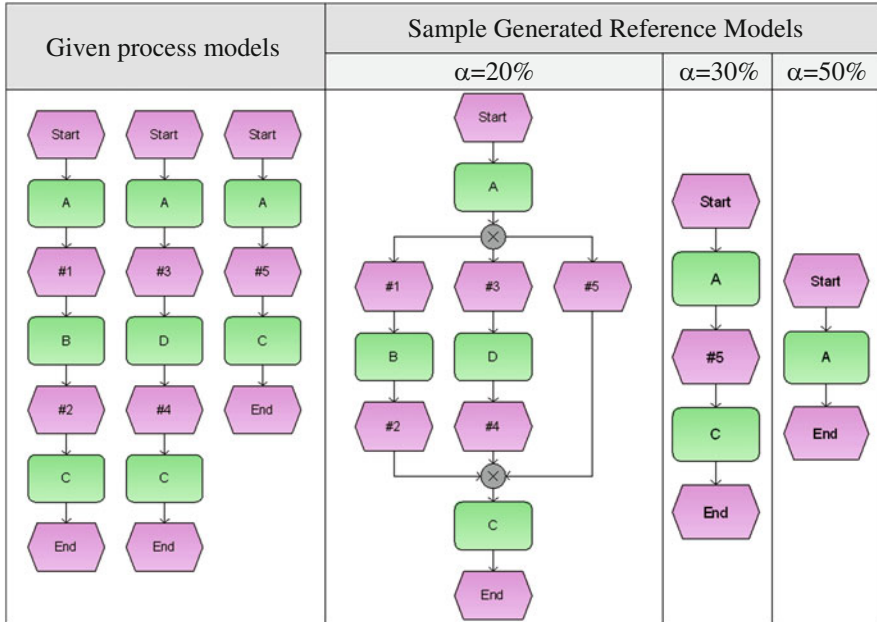 Given process models
Sample Generated Reference Models
α=20%
α=30%
α=50%
Start
A
#1
B
#2
C
End
Start
A
#3
D
#4
C
End
Start
A
#5
C
End
Start
A
#1
#3
#5
B
D
#2
#4
C
End
Start
A
#5
C
End
Start
A
End